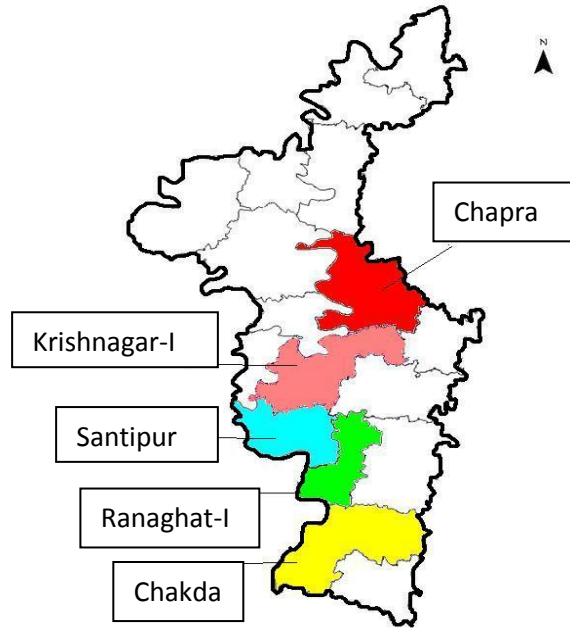 N
Chapra
Krishnagar-I
Santipur
Ranaghat-I
Chakda